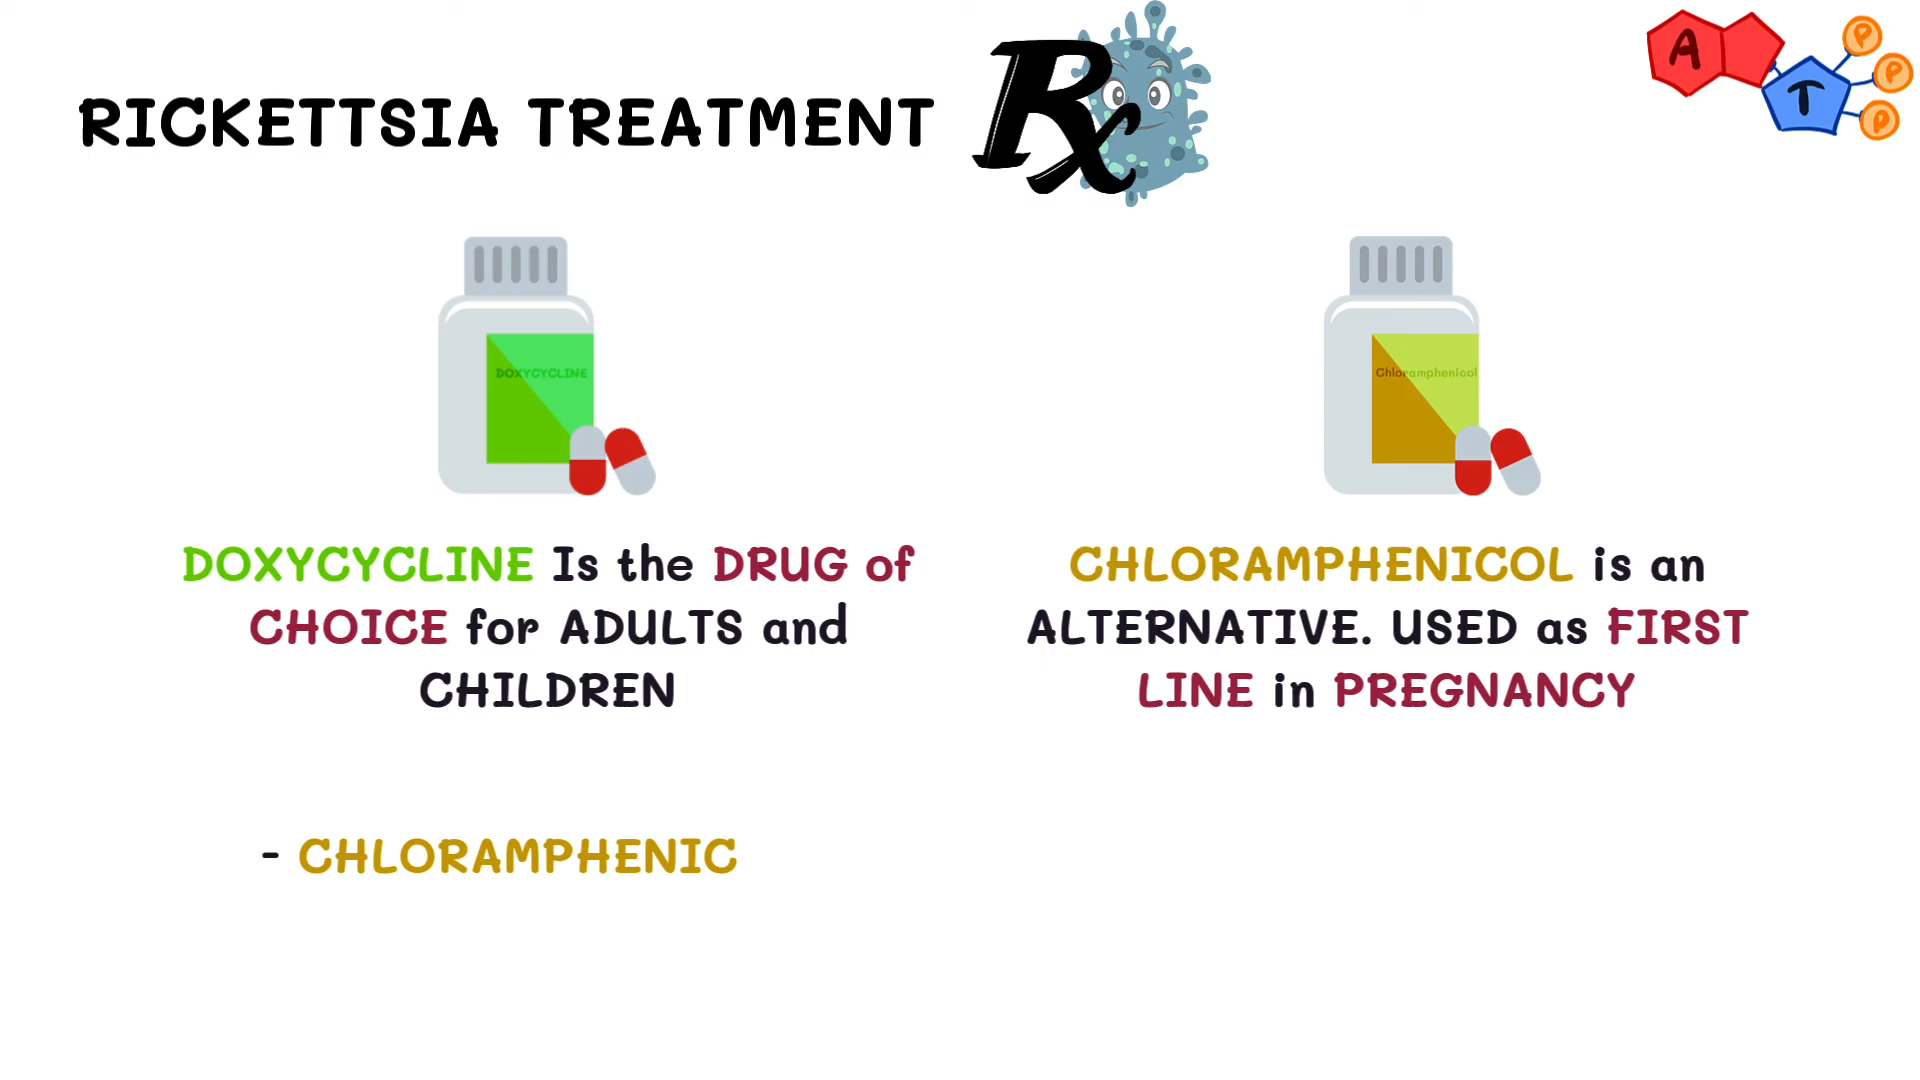 RICKETTSIA TREATMENT
Rx
A
T
P
P
P
DOXYCYCLINE
Chloramphenicol
DOXYCYCLINE Is the DRUG of
CHOICE for ADULTS and
CHILDREN
CHLORAMPHENICOL is an
ALTERNATIVE. USED as FIRST
LINE in PREGNANCY
- CHLORAMPHENIC